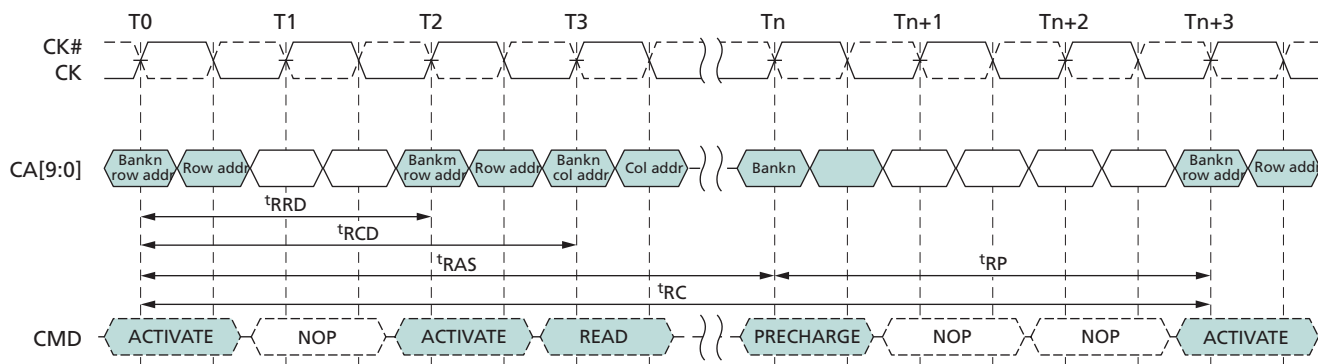 T0 T1 T2 T3 Tn Tn+1 Tn+2 Tn+3
CK#
CK
CA[9:0]
Bankn row addr
Row addr
Bankm row addr
Row addr
Bankn col addr
Col addr
Bankn
Bankn row addr
Row addr
tRRD
tRCD
tRAS
tRP
tRC
CMD ACTIVATE NOP ACTIVATE READ PRECHARGE NOP NOP ACTIVATE